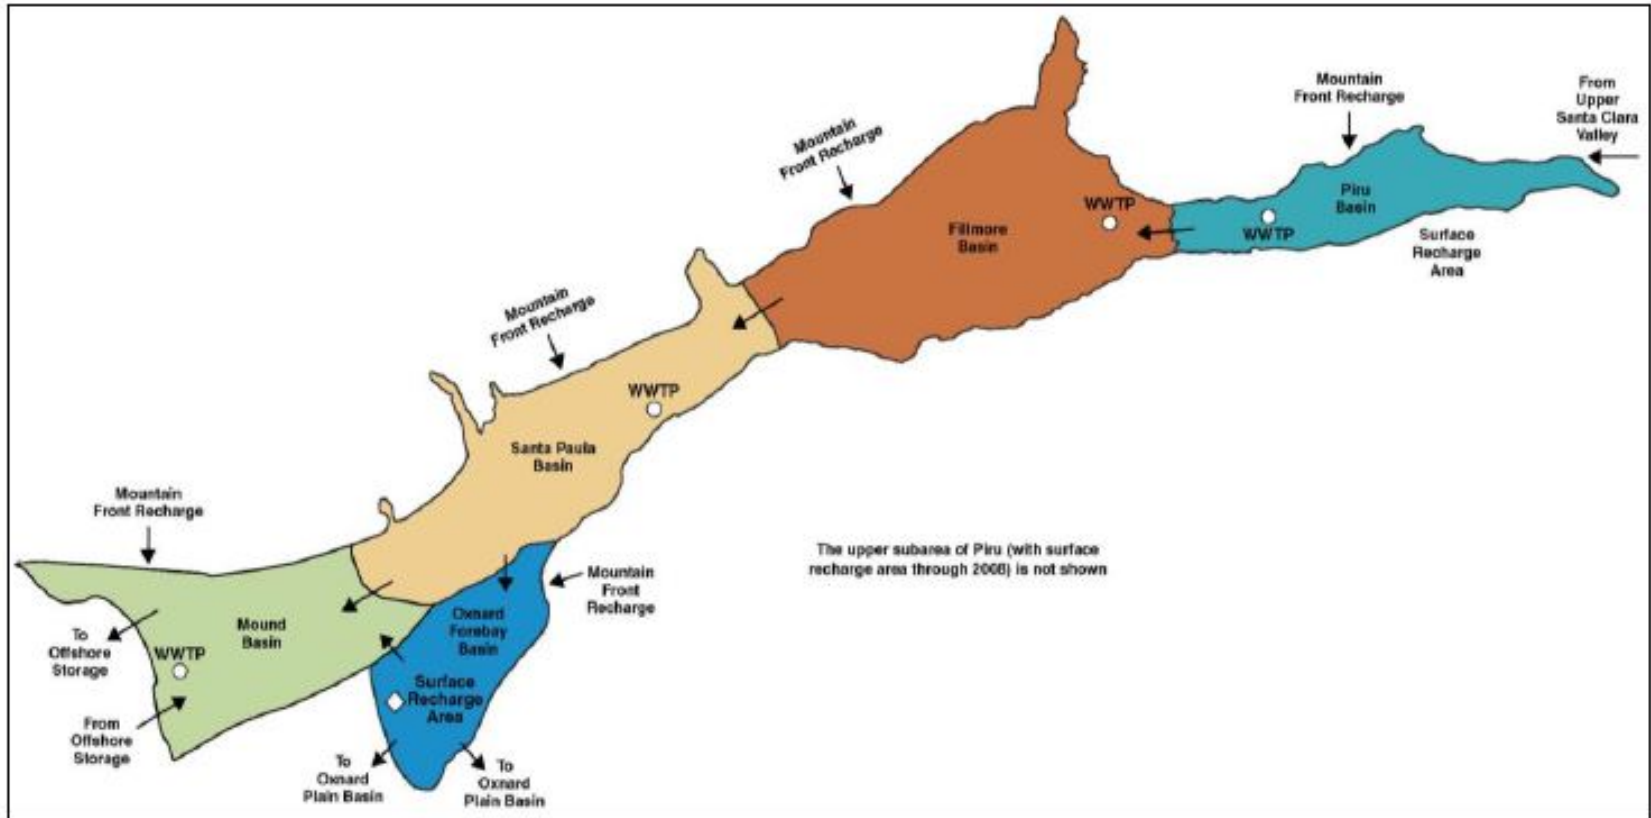 Mountain
Front Recharge
From
Upper
Santa Clara
Valley
Mountain
Front Recharge
Piru
Basin
WWTP
WWTP
Fillmore
Basin
Surface
Recharge
Area
Mountain
Front Recharge
WWTP
Santa Paula
Basin
Mountain
Front Recharge
The upper subarea of Piru (with surface
recharge area through 2008) is not shown
Mountain
Front
Recharge
Oxnard
Forebay
Basin
Mound
Basin
To
Offshore
Storage
WWTP
Surface
Recharge
Area
From
Offshore
Storage
To
Oxnard
Plain Basin
To
Oxnard
Plain Basin